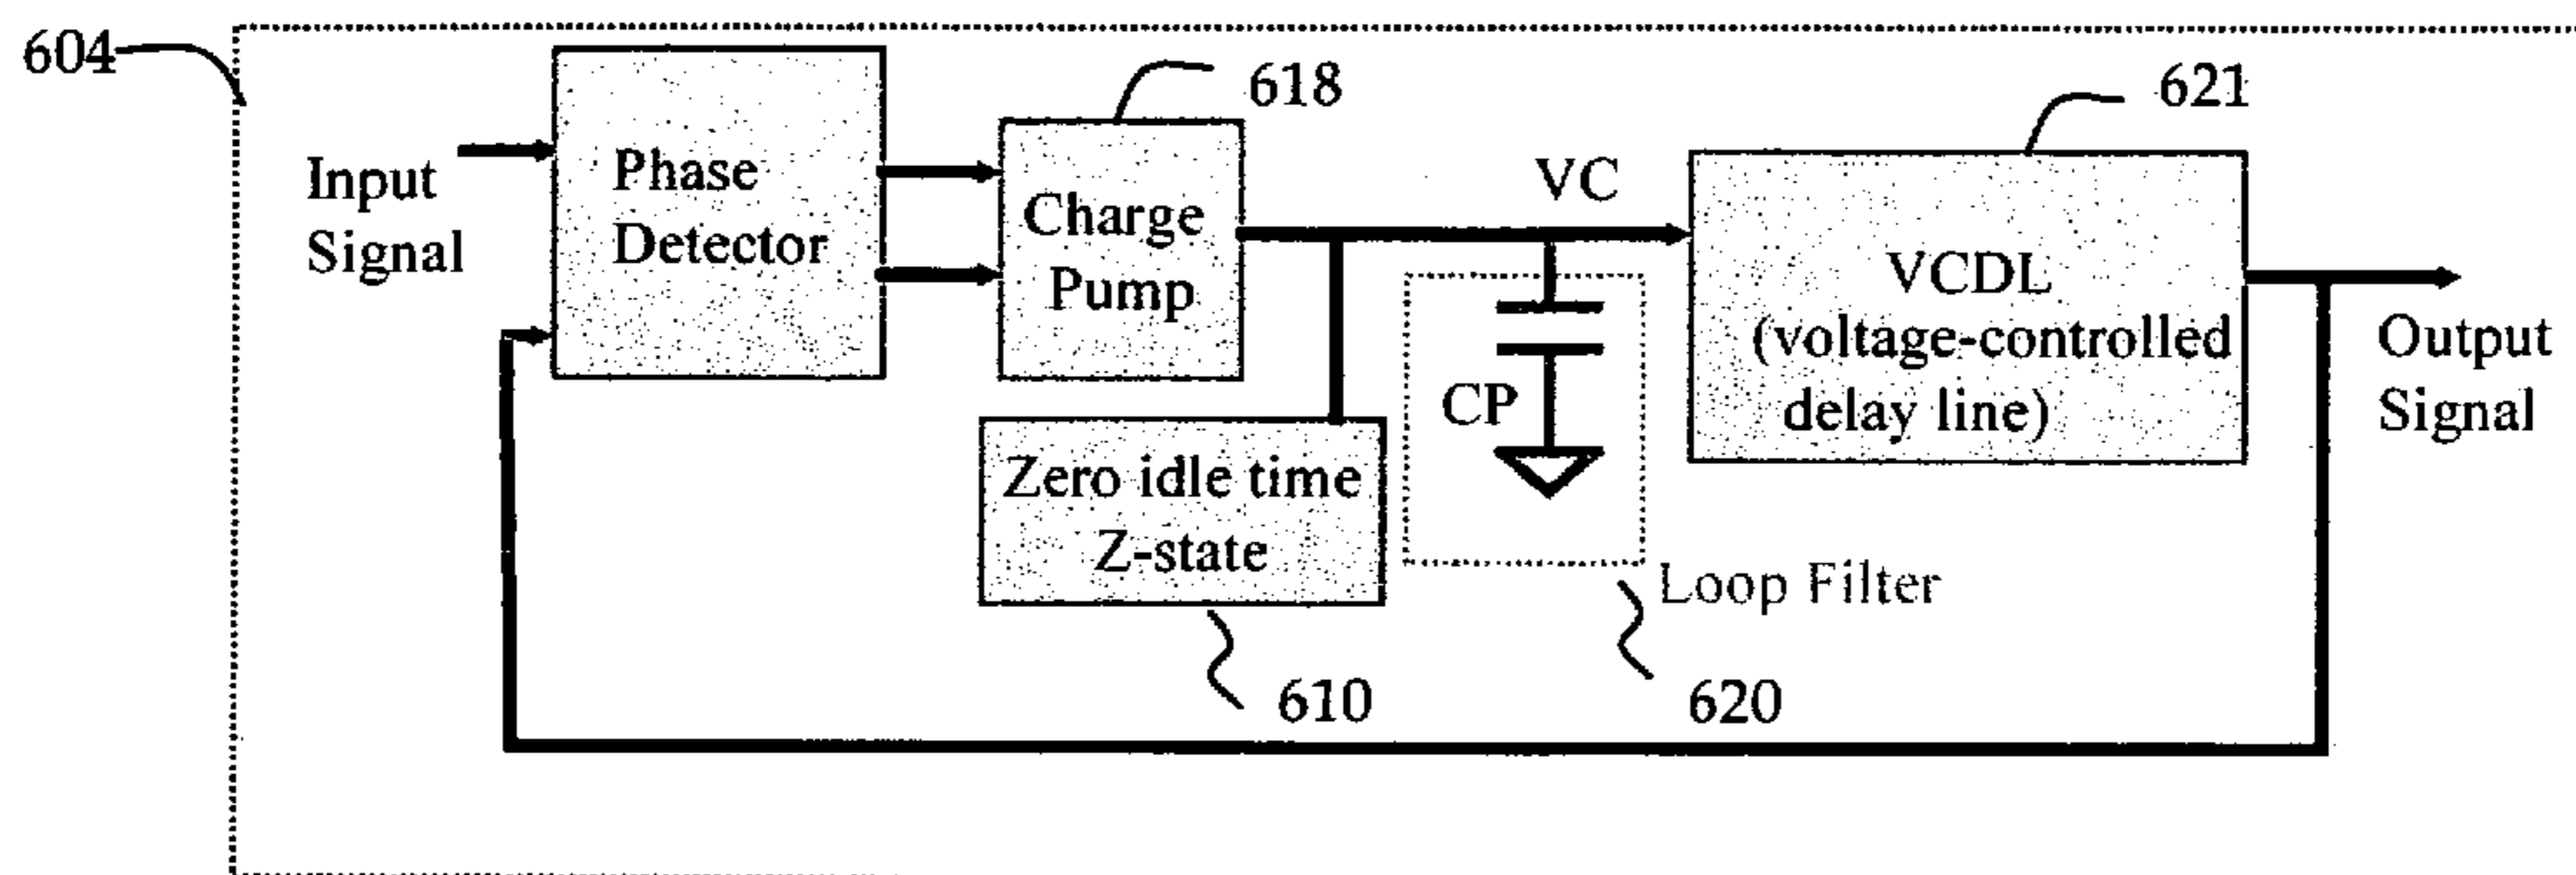 604
618
621
Input
Signal
Phase
Detector
Charge
Pump
VC
VCDL
(voltage-controlled
delay line)
Output
Signal
CP
Zero idle time
Z-state
Loop Filter
610
620